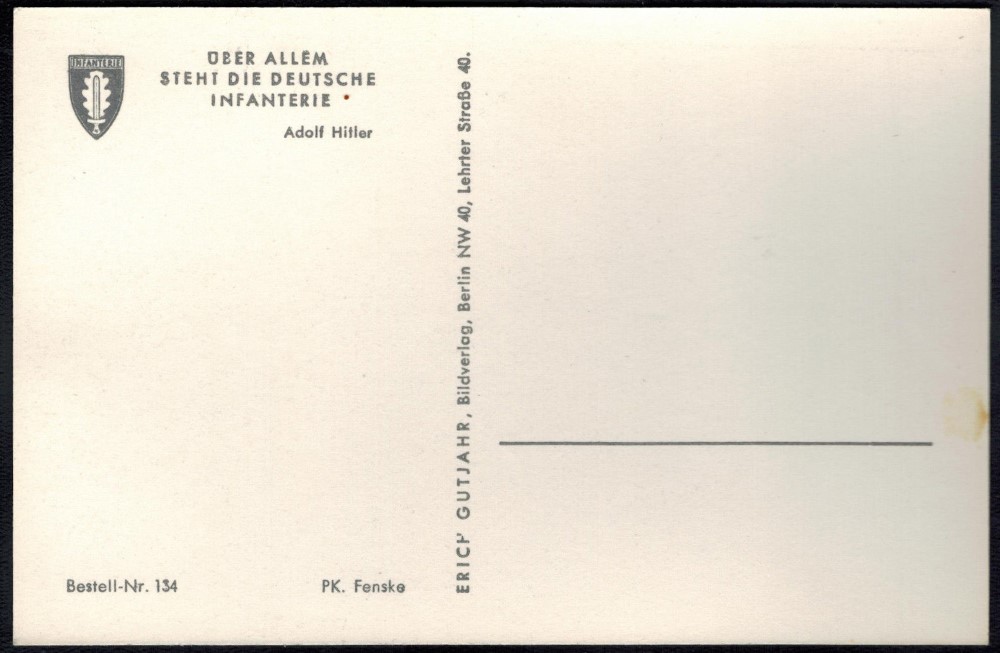 INFANTERIE
ÜBER ALLEM
STEHT DIE DEUTSCHE
INFANTERIE
Adolf Hitler
ERICH GUTJAHR, Bildverlag, Berlin NW 40, Lehrter Straße 40.
Bestell-Nr. 134
PK. Fenske